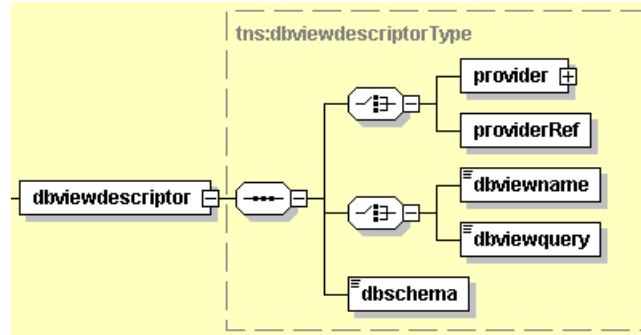 tns:dbviewdescriptorType
provider
providerRef
dbviewdescriptor
dbviewname
dbviewquery
dbschema